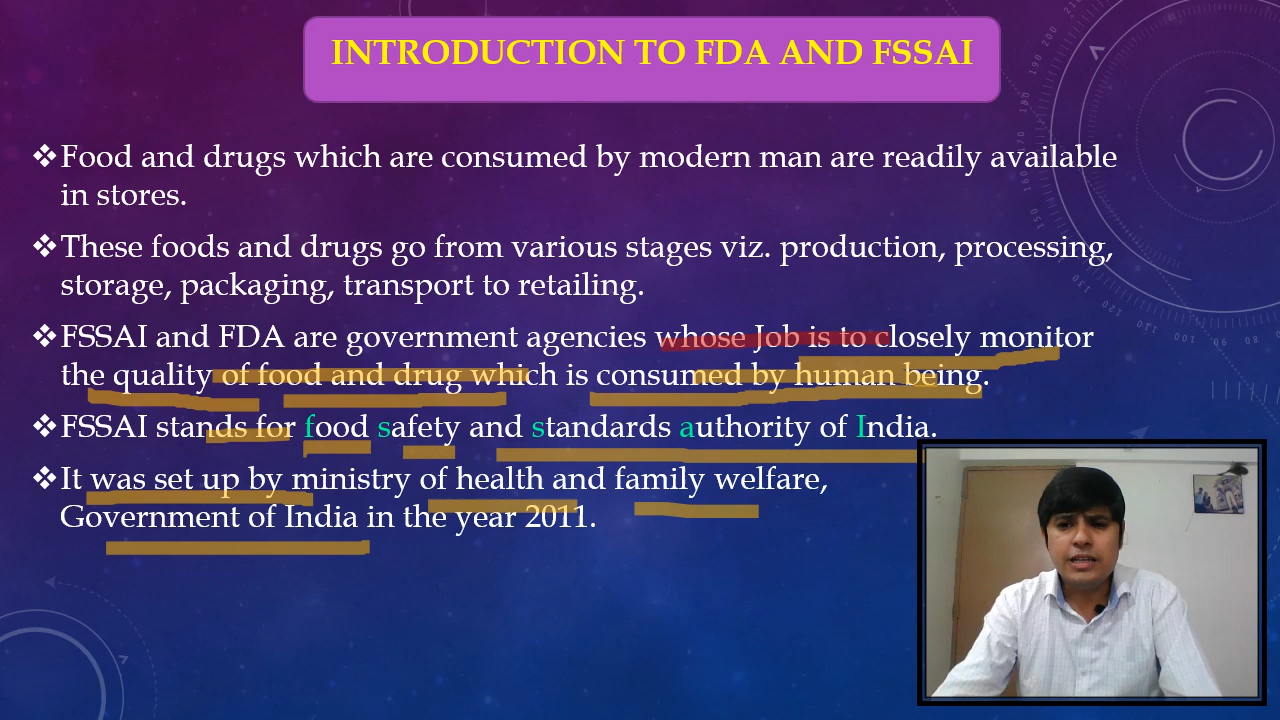 INTRODUCTION TO FDA AND FSSAI
❖Food and drugs which are consumed by modern man are readily available
in stores.
❖These foods and drugs go from various stages viz. production, processing,
storage, packaging, transport to retailing.
❖FSSAI and FDA are government agencies whose Job is to closely monitor
the quality of food and drug which is consumed by human being.
❖FSSAI stands for food safety and standards authority of India.
❖It was set up by ministry of health and family welfare,
Government of India in the year 2011.